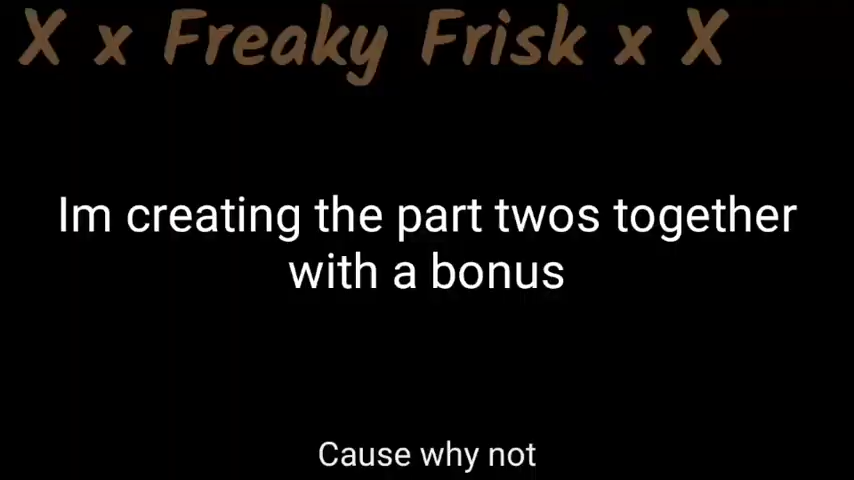 X x Freaky Frisk x X
Im creating the part twos together
with a bonus
Cause why not